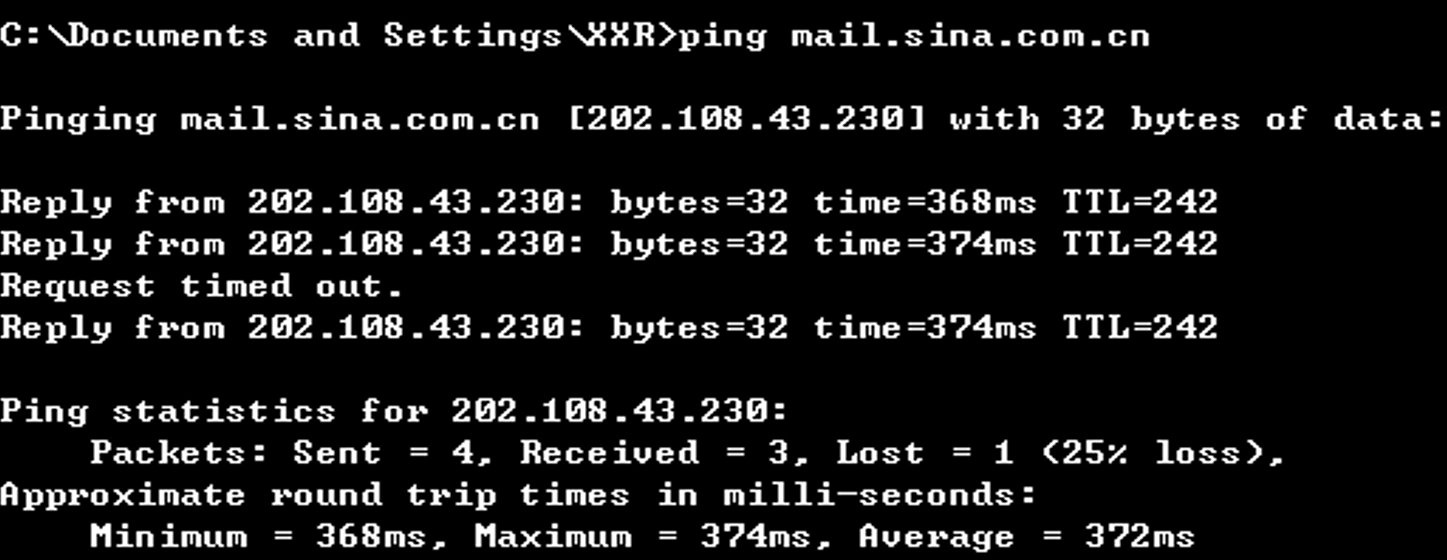 C:\Documents and Settings\XXR>ping mail.sina.com.cn
Pinging mail.sina.com.cn [202.108.43.230] with 32 bytes of data:
Reply from 202.108.43.230: bytes=32 time=368ms TTL=242
Reply from 202.108.43.230: bytes=32 time=374ms TTL=242
Request timed out.
Reply from 202.108.43.230: bytes=32 time=374ms TTL=242
Ping statistics for 202.108.43.230:
    Packets: Sent = 4, Received = 3, Lost = 1 (25% loss),
Approximate round trip times in milli-seconds:
    Minimum = 368ms, Maximum = 374ms, Average = 372ms